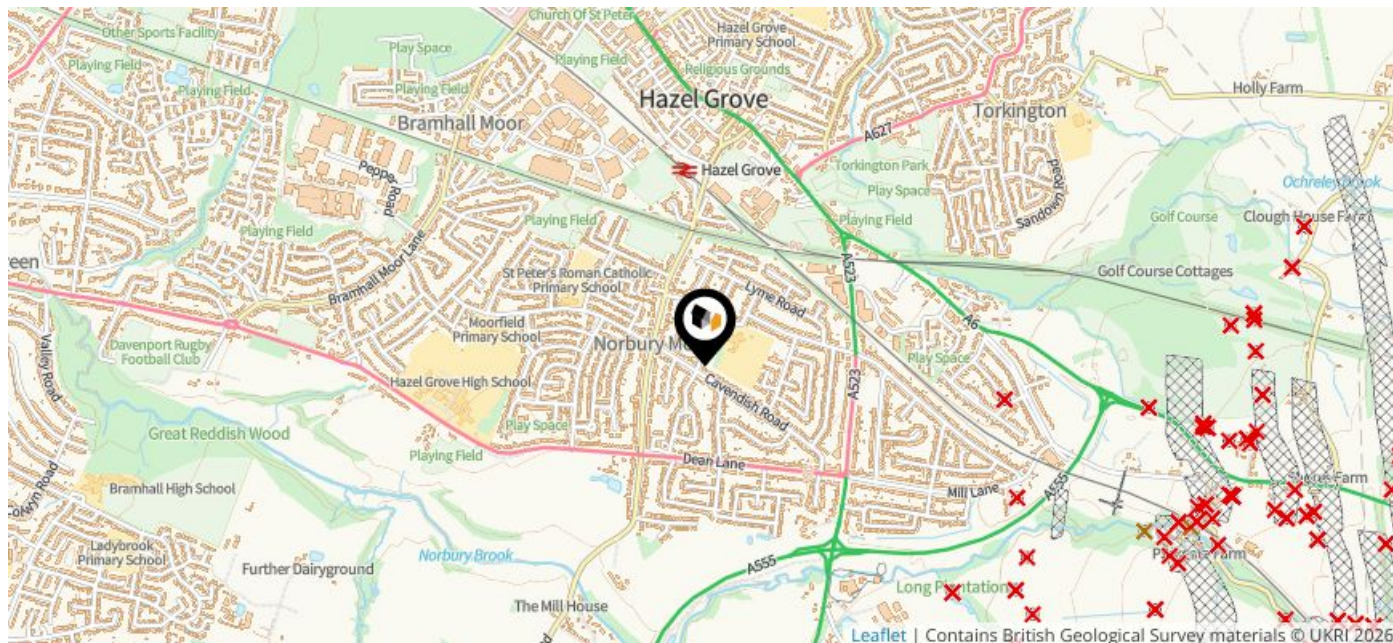 Other Sports Facility
Playing Field
Playing Field
Play Space
Playing Field
Church Of St Peter
Playing Field
Hazel Grove
Primary School
Religious Grounds
Hazel Grove
Torkington
Holly Farm
Bramhall Moor
A627
Pepper Road
Hazel Grove
Torkington Park
Play Space
Sandown Road
Ochreley Brook
Playing Field
Playing Field
Playing Field
Golf Course
Clough House Farm
A523
Golf Course Cottages
Bramhall Moor Lane
St Peter's Roman Catholic
Primary School
Lyme Road
A6
Moorfield
Primary School
Valley Road
Davenport Rugby
Football Club
Play Space
Hazel Grove High School
Cavendish Road
A523
Play Space
Great Reddish Wood
Playing Field
Dean Lane
Mill Lane
A555
Bramhall High School
Ladybrook
Primary School
Norbury Brook
Further Dairyground
A555
Long Plantation
The Mill House
Leaflet | Contains British Geological Survey materials © UKRI 2026